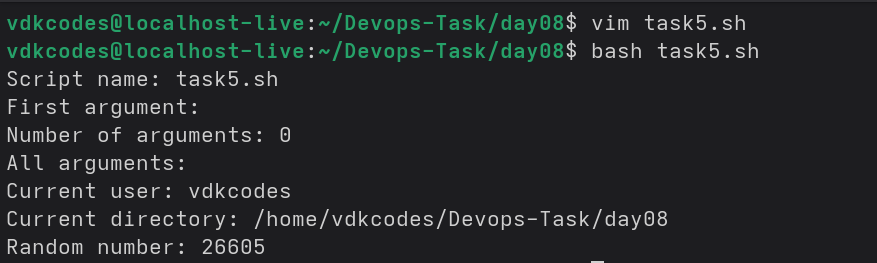 vdkcodes@localhost-live:~/Devops-Task/day08$ vim task5.sh
vdkcodes@localhost-live:~/Devops-Task/day08$ bash task5.sh
Script name: task5.sh
First argument:
Number of arguments: 0
All arguments:
Current user: vdkcodes
Current directory: /home/vdkcodes/Devops-Task/day08
Random number: 26605